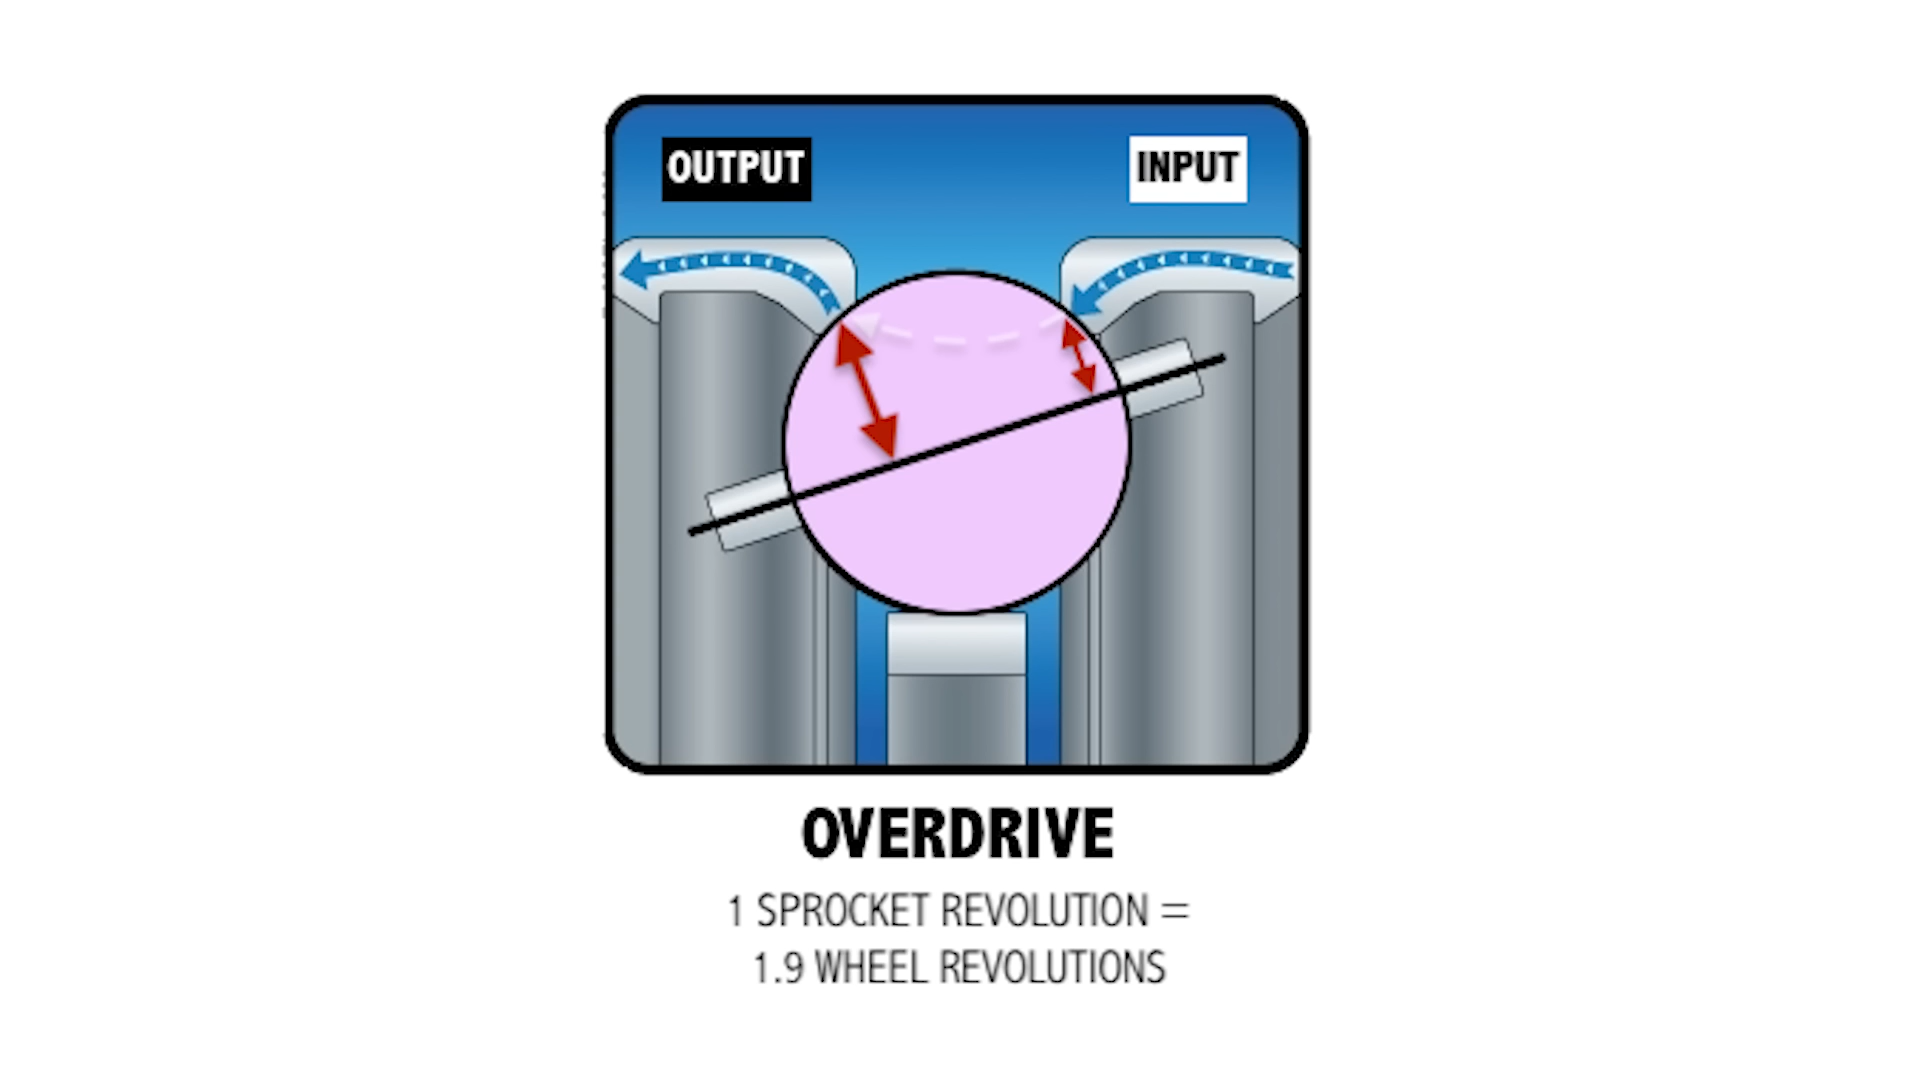 OUTPUT
INPUT
OVERDRIVE
1 SPROCKET REVOLUTION =
1.9 WHEEL REVOLUTIONS